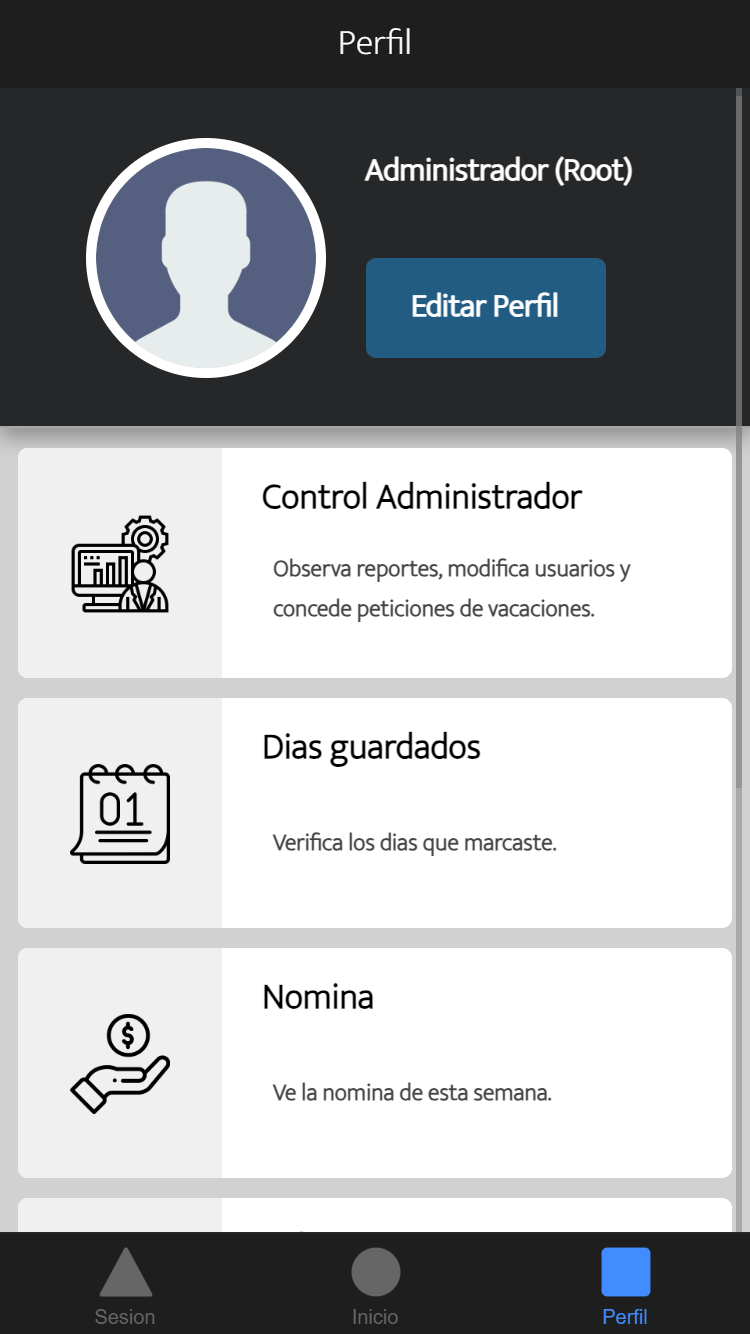 Perfil
Administrador (Root)
Editar Perfil
Control Administrador
Observa reportes, modifica usuarios y
concede peticiones de vacaciones.
Dias guardados
01
Verifica los dias que marcaste.
Nomina
$
Ve la nomina de esta semana.
Sesion
Inicio
Perfil